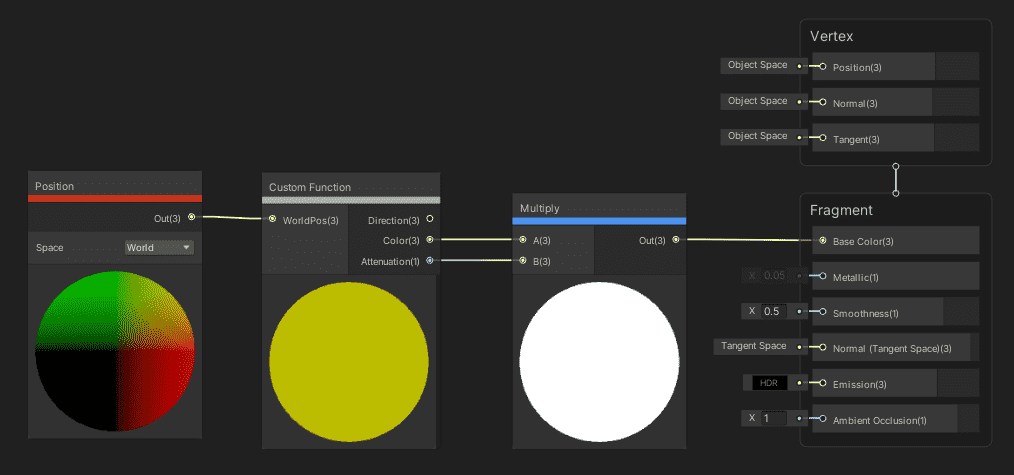 Vertex
Object Space
Position(3)
Object Space
Normal(3)
Object Space
Tangent(3)
Position
Out(3)
Space
World
Custom Function
WorldPos(3)
Direction(3)
Color(3)
Attenuation(1)
Multiply
A(3)
Out(3)
B(3)
Fragment
Base Color(3)
X 0.05
Metallic(1)
X 0.5
Smoothness(1)
Tangent Space
Normal (Tangent Space)(3)
HDR
Emission(3)
X 1
Ambient Occlusion(1)